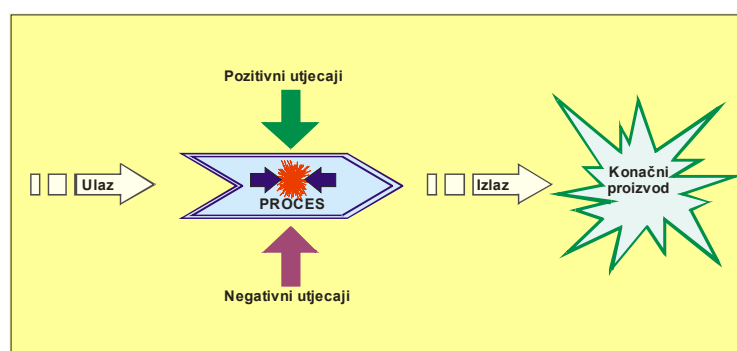 Pozitivni utjecaji
Ulaz
PROCES
Izlaz
Konačni
proizvod
Negativni utjecaji